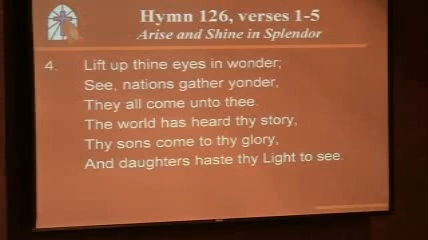 Hymn 126, verses 1-5
Arise and Shine in Splendor
4. Lift up thine eyes in wonder;
See, nations gather yonder,
They all come unto thee.
The world has heard thy story,
Thy sons come to thy glory,
And daughters haste thy Light to see.